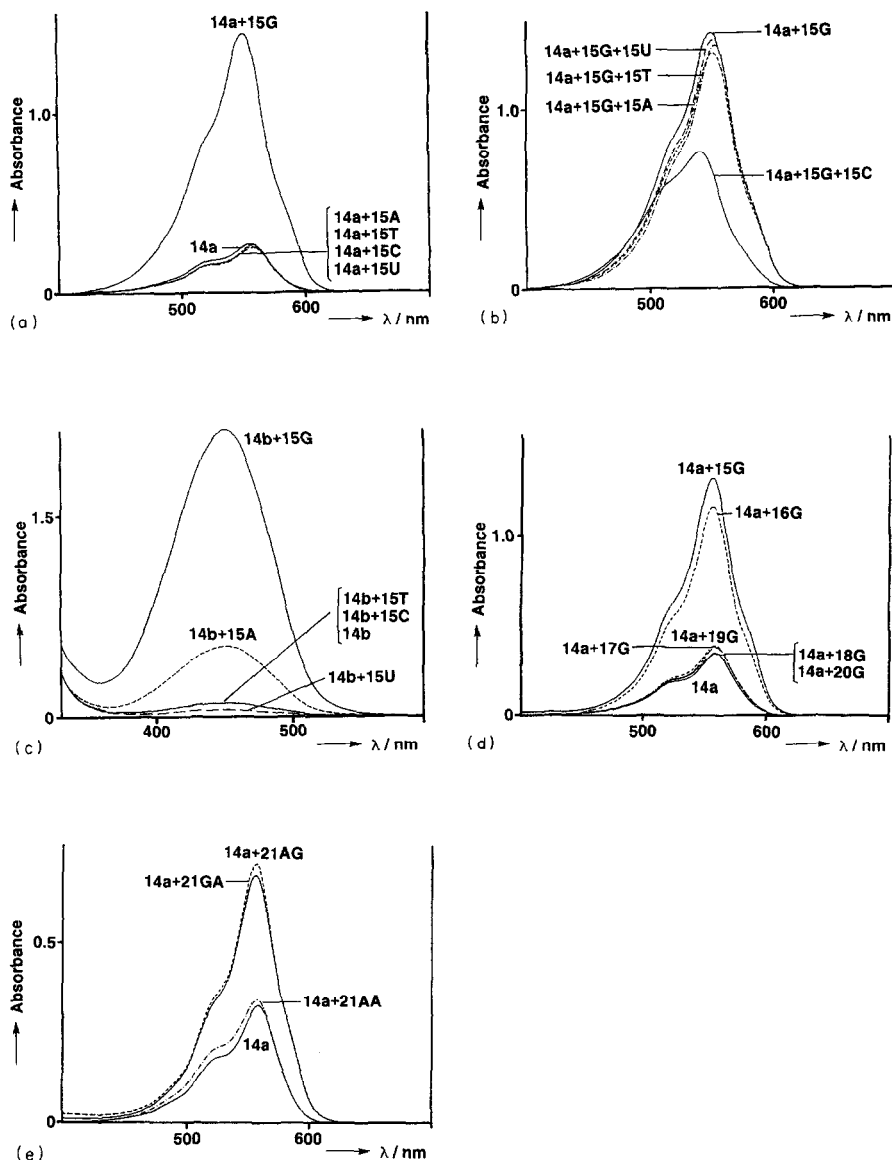 14a+15G
1.0
Absorbance
14a
14a+15A
14a+15T
14a+15C
14a+15U
0
500
600
λ / nm
(a)
14a+15G
14a+15G+15U
14a+15G+15T
14a+15G+15A
1.0
Absorbance
14a+15G+15C
0
500
600
λ / nm
(b)
14b+15G
1.5
Absorbance
14b+15T
14b+15C
14b
14b+15A
14b+15U
0
400
500
λ / nm
(c)
14a+15G
14a+16G
1.0
Absorbance
14a+17G
14a+19G
14a+18G
14a+20G
14a
0
500
600
λ / nm
(d)
14a+21AG
14a+21GA
0.5
Absorbance
14a+21AA
14a
0
500
600
λ / nm
(e)